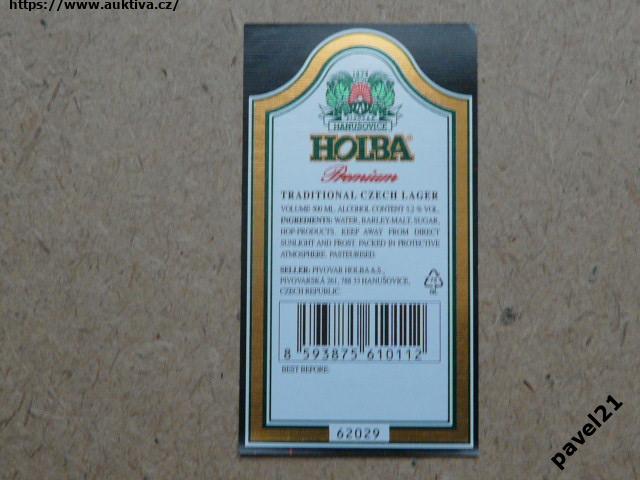 https://www.auktiva.cz/
1874
HANUŠOVICE
HOLBA
Premium
TRADITIONAL CZECH LAGER
VOLUME 500 ML. ALCOHOL CONTENT 5.2 % VOL.
INGREDIENTS: WATER, BARLEY-MALT, SUGAR,
HOP-PRODUCTS. KEEP AWAY FROM DIRECT
SUNLIGHT AND FROST. PACKED IN PROTECTIVE
ATMOSPHERE. PASTEURISED.
SELLER: PIVOVAR HOLBA A.S.,
PIVOVARSKÁ 261, 788 33 HANUŠOVICE,
CZECH REPUBLIC.
8 593875 610112
BEST BEFORE:
62029
pavel21